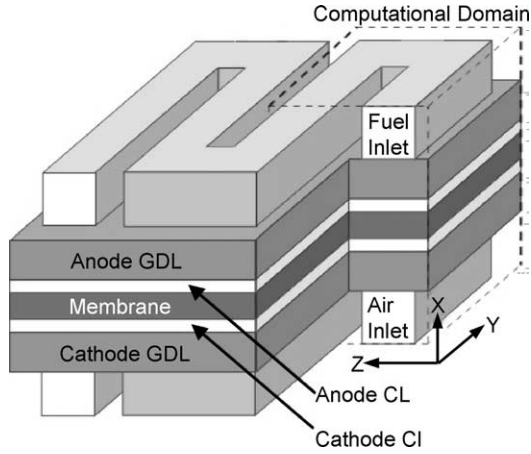 Computational Domain
Fuel
Inlet
Anode GDL
Membrane
Cathode GDL
Air
Inlet
X
Y
Z
Anode CL
Cathode Cl